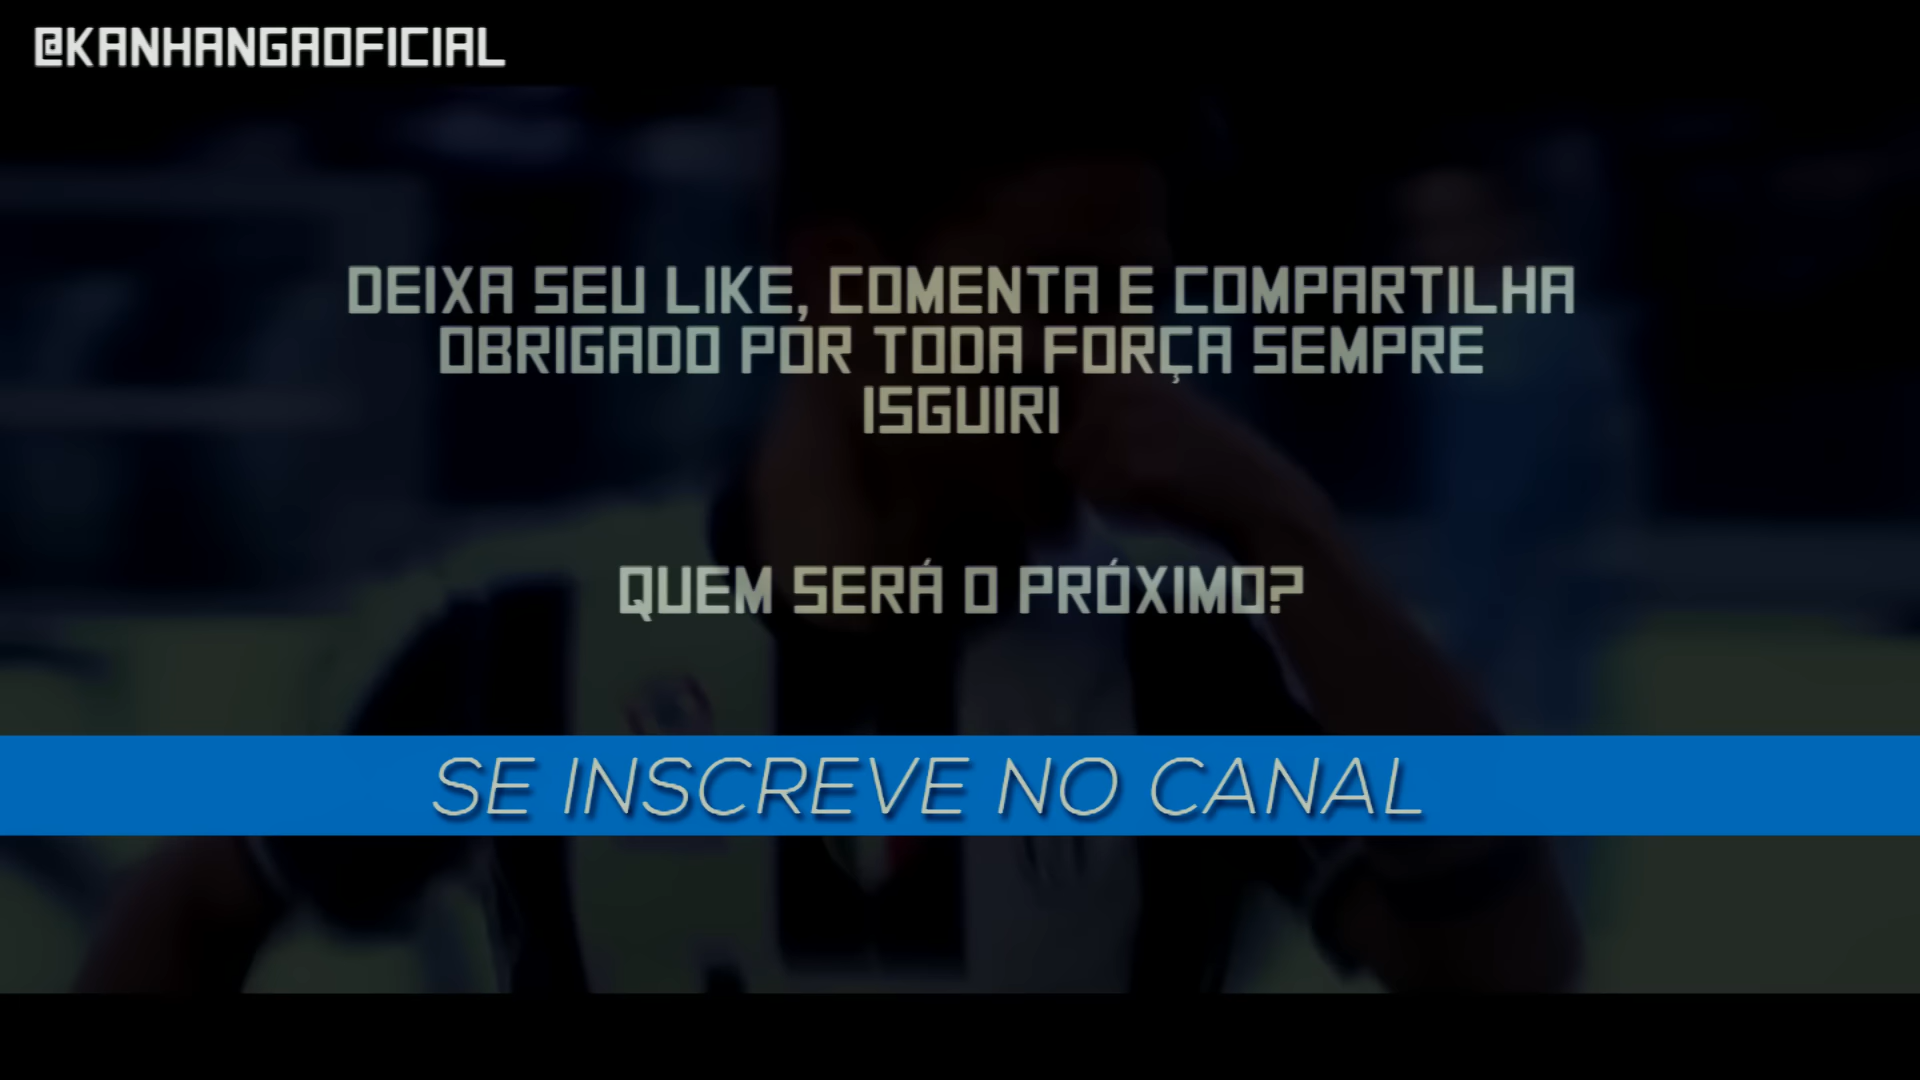 @KANHANGAOFICIAL
DEIXA SEU LIKE, COMENTA E COMPARTILHA
OBRIGADO POR TODA FORÇA SEMPRE
ISGUIRI
QUEM SERÁ O PRÓXIMO?
SE INSCREVE NO CANAL